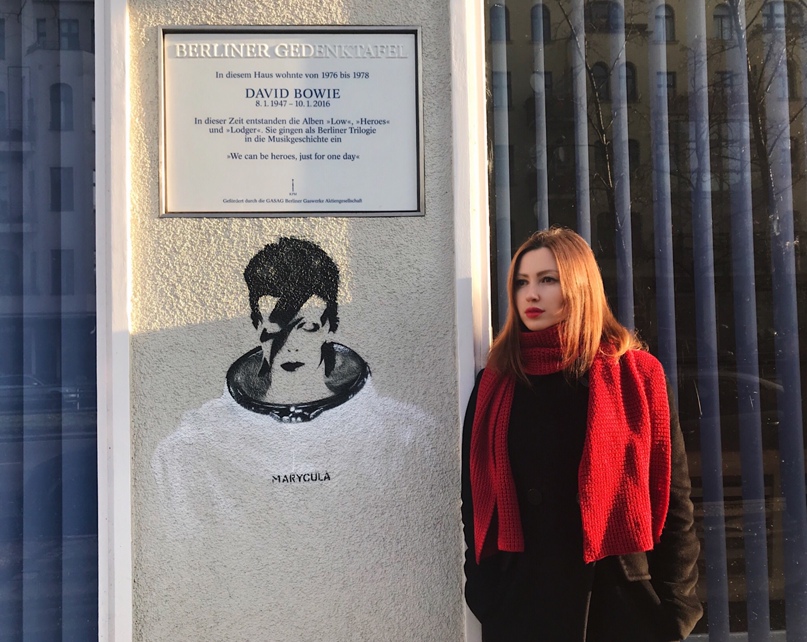 BERLINER GEDENKTAFEL
In diesem Haus wohnte von 1976 bis 1978
DAVID BOWIE
8. 1. 1947 – 10. 1. 2016
In dieser Zeit entstanden die Alben »Low«, »Heroes«
und »Lodger«. Sie gingen als Berliner Trilogie
in die Musikgeschichte ein
»We can be heroes, just for one day«
Gefördert durch die GASAG Berliner Gaswerke Aktiengesellschaft
MARYCULA